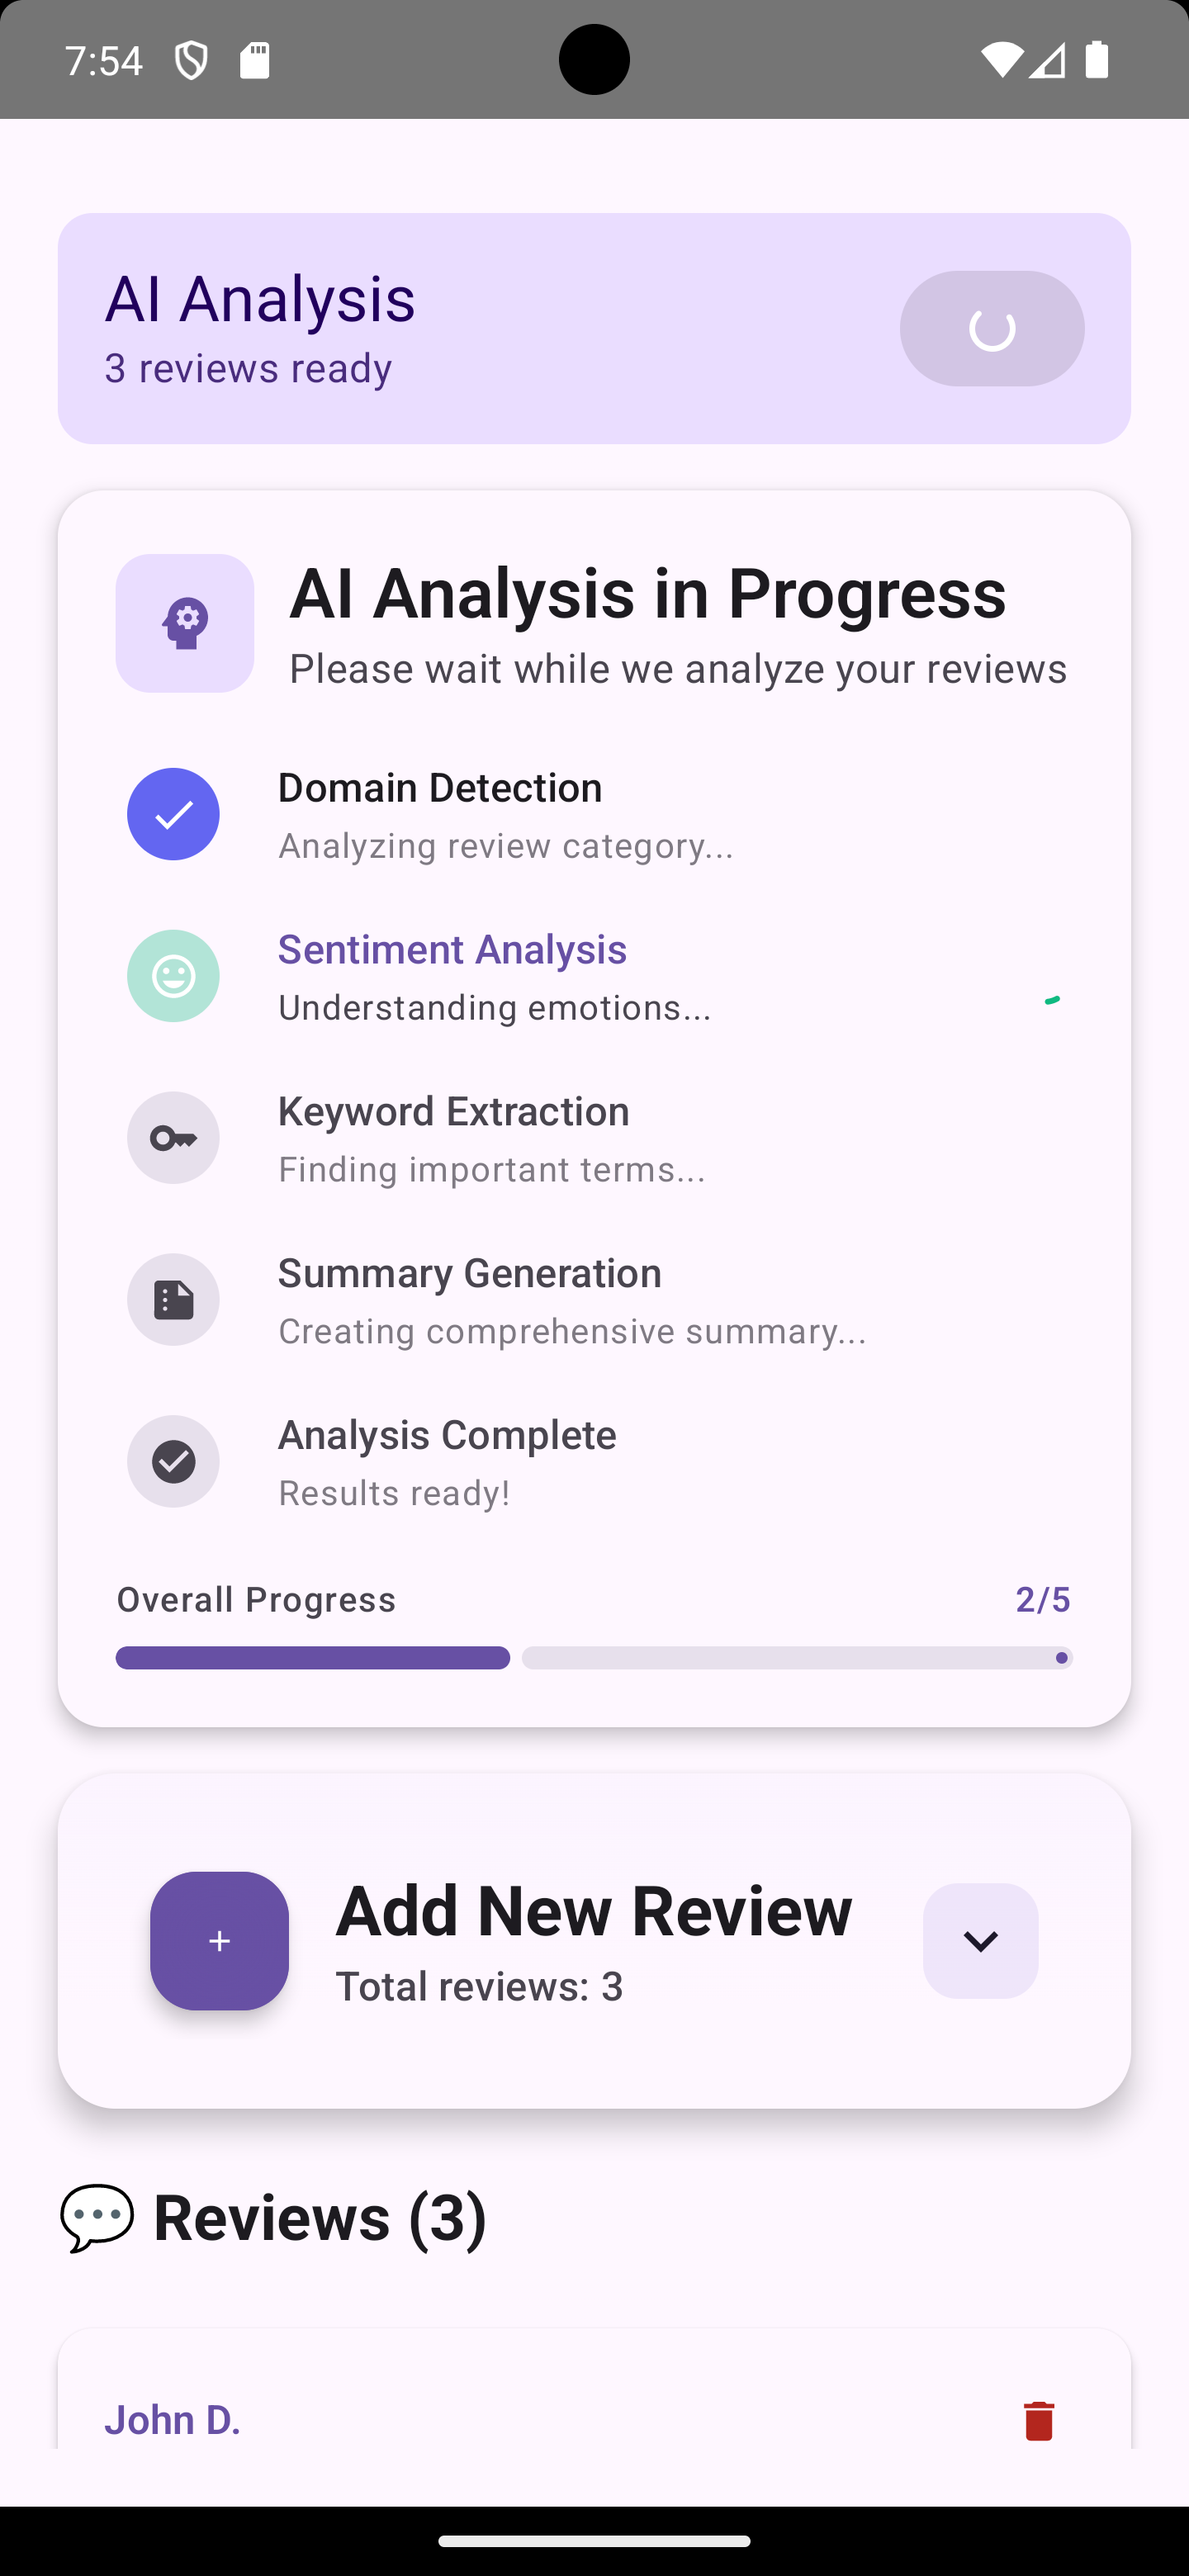 7:54
AI Analysis
3 reviews ready
AI Analysis in Progress
Please wait while we analyze your reviews
Domain Detection
Analyzing review category...
Sentiment Analysis
Understanding emotions...
Keyword Extraction
Finding important terms...
Summary Generation
Creating comprehensive summary...
Analysis Complete
Results ready!
Overall Progress 2/5
Add New Review
Total reviews: 3
💬 Reviews (3)
John D.